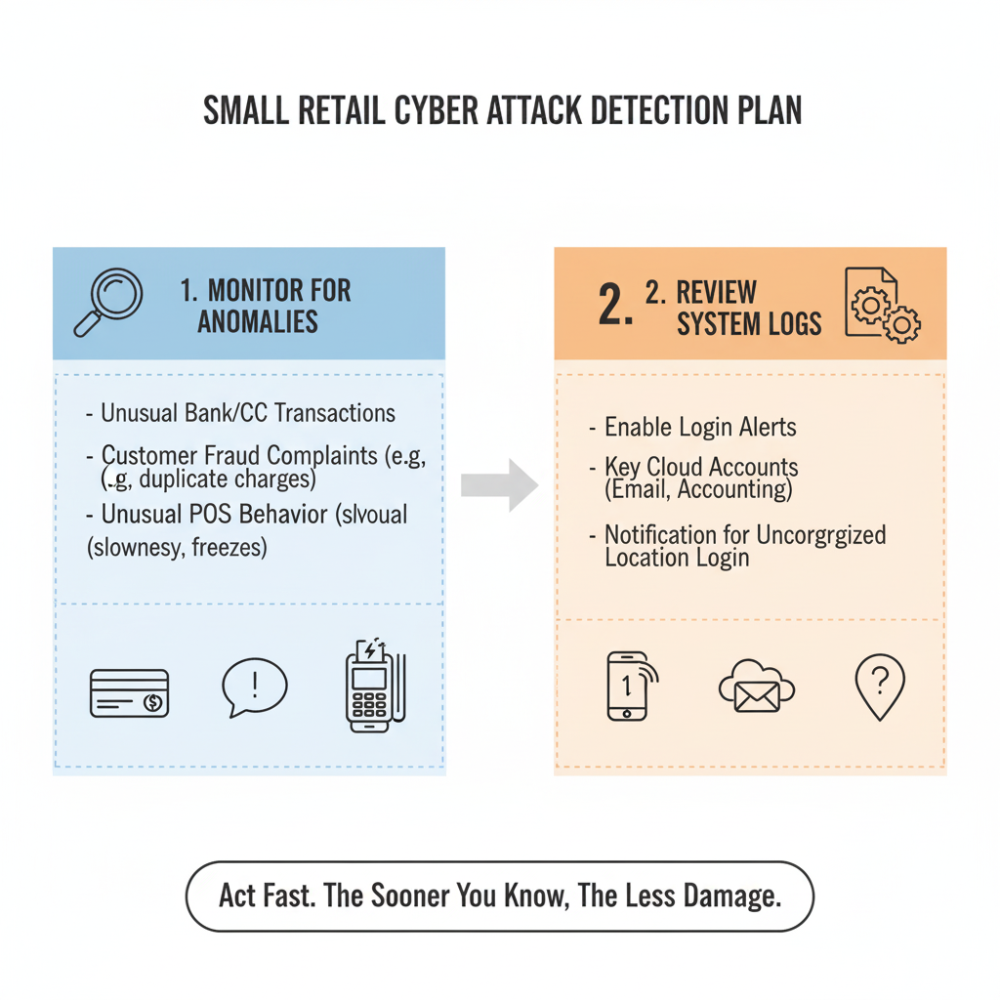 SMALL RETAIL CYBER ATTACK DETECTION PLAN
1. MONITOR FOR
ANOMALIES
- Unusual Bank/CC Transactions
- Customer Fraud Complaints (e.g,
(.g, duplicate charges)
- Unusual POS Behavior (slvoual
(slownesy, freezes)
2. 2. REVIEW
SYSTEM LOGS
- Enable Login Alerts
- Key Cloud Accounts
(Email, Accounting)
- Notification for Uncorgrgized
Location Login
$
!
1
?
Act Fast. The Sooner You Know, The Less Damage.